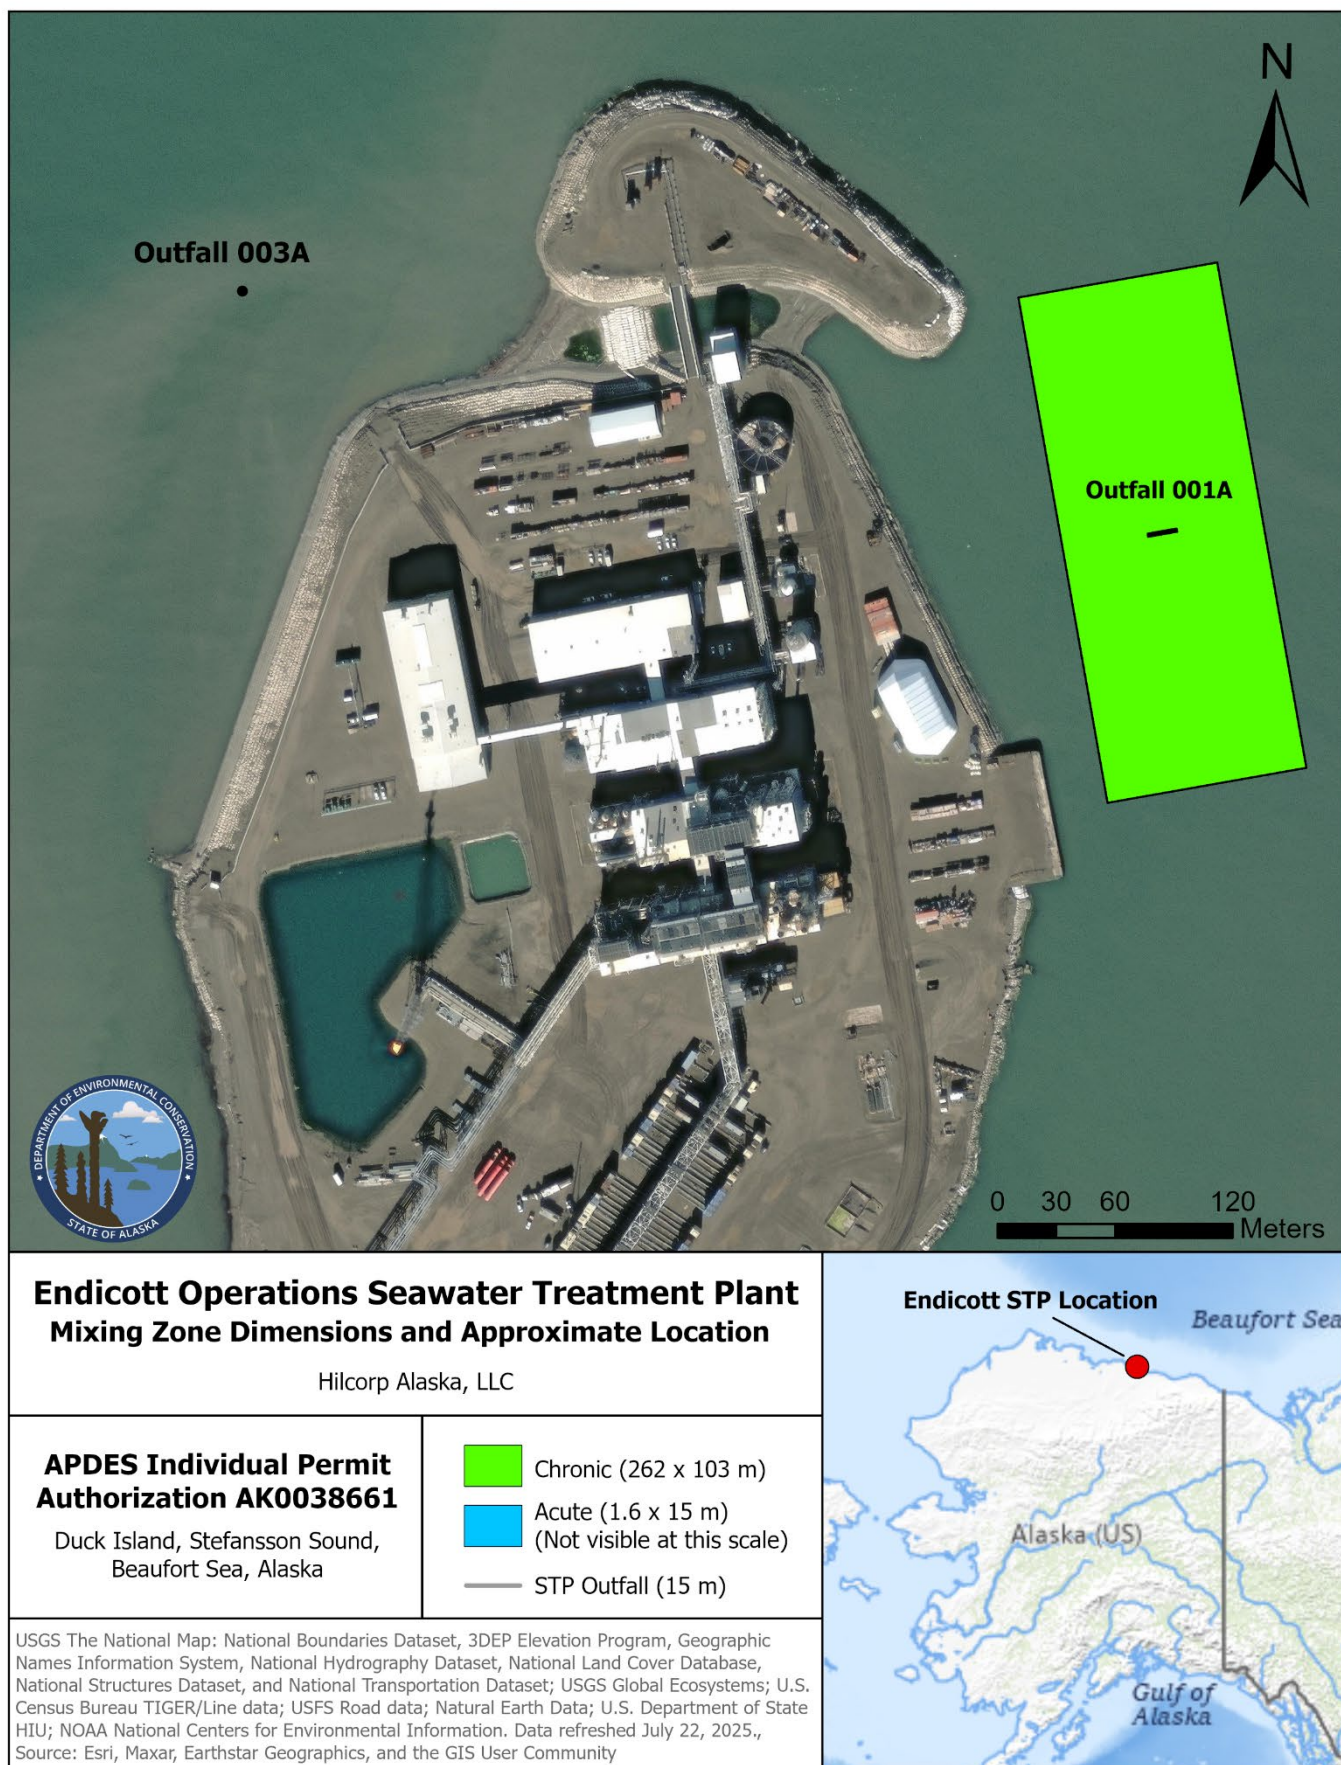 N
Outfall 003A
Outfall 001A
DEPARTMENT OF ENVIRONMENTAL CONSERVATION
STATE OF ALASKA
0 30 60 120
Meters
Endicott Operations Seawater Treatment Plant
Mixing Zone Dimensions and Approximate Location
Hilcorp Alaska, LLC
APDES Individual Permit
Authorization AK0038661
Duck Island, Stefansson Sound,
Beaufort Sea, Alaska
Chronic (262 x 103 m)
Acute (1.6 x 15 m)
(Not visible at this scale)
STP Outfall (15 m)
USGS The National Map: National Boundaries Dataset, 3DEP Elevation Program, Geographic
Names Information System, National Hydrography Dataset, National Land Cover Database,
National Structures Dataset, and National Transportation Dataset; USGS Global Ecosystems; U.S.
Census Bureau TIGER/Line data; USFS Road data; Natural Earth Data; U.S. Department of State
HIU; NOAA National Centers for Environmental Information. Data refreshed July 22, 2025.,
Source: Esri, Maxar, Earthstar Geographics, and the GIS User Community
Endicott STP Location
Beaufort Sea
Alaska (US)
Gulf of
Alaska